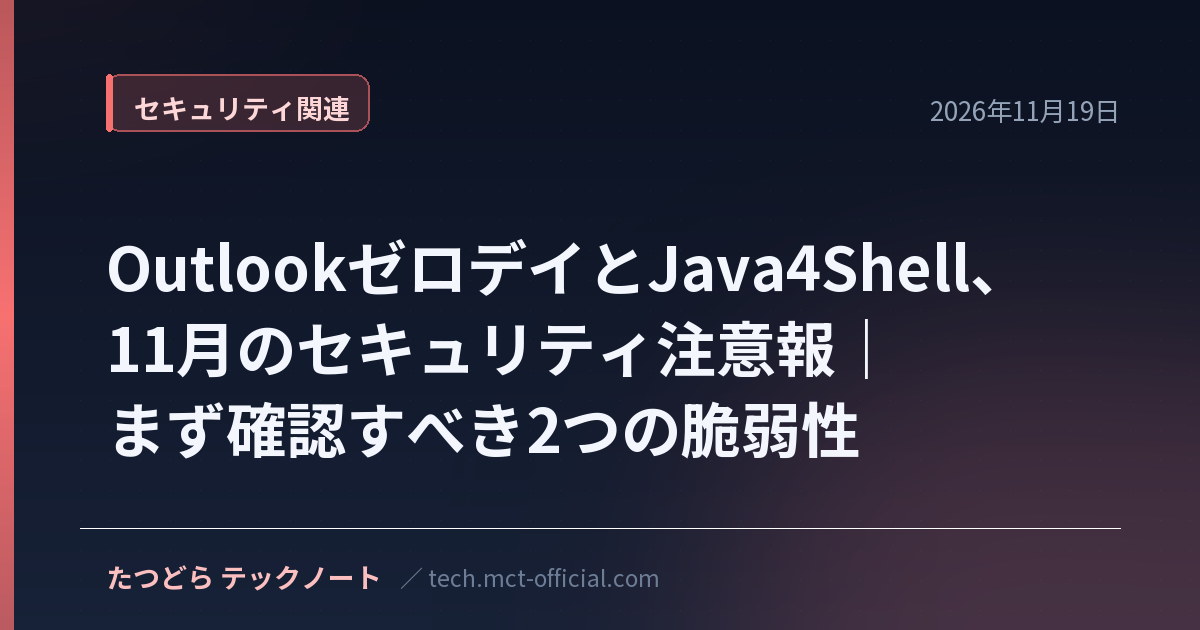 セキュリティ関連
2026年11月19日
OutlookゼロデイとJava4Shell、
11月のセキュリティ注意報｜
まず確認すべき2つの脆弱性
たつどら テックノート ／ tech.mct-official.com